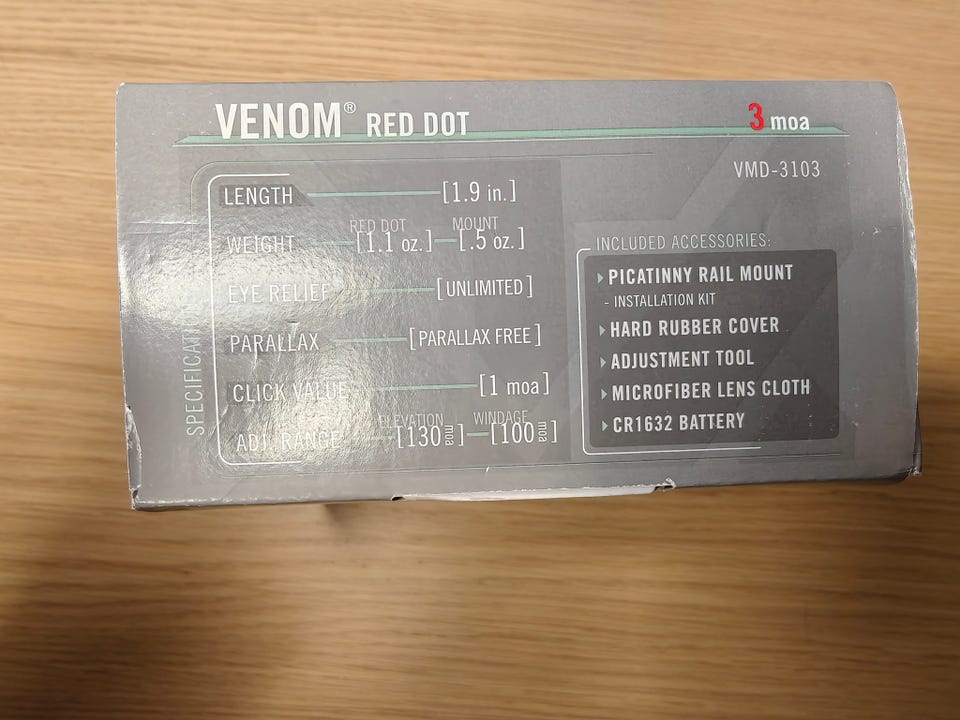 VENOM® RED DOT
3 moa
VMD-3103
LENGTH [1.9 in.]
RED DOT MOUNT
WEIGHT [1.1 oz.] [.5 oz.]
EYE RELIEF [UNLIMITED]
PARALLAX [PARALLAX FREE]
CLICK VALUE [1 moa]
ELEVATION WINDAGE
ADJ. RANGE [130 moa] [100 moa]
INCLUDED ACCESSORIES:
PICATINNY RAIL MOUNT
- INSTALLATION KIT
HARD RUBBER COVER
ADJUSTMENT TOOL
MICROFIBER LENS CLOTH
CR1632 BATTERY